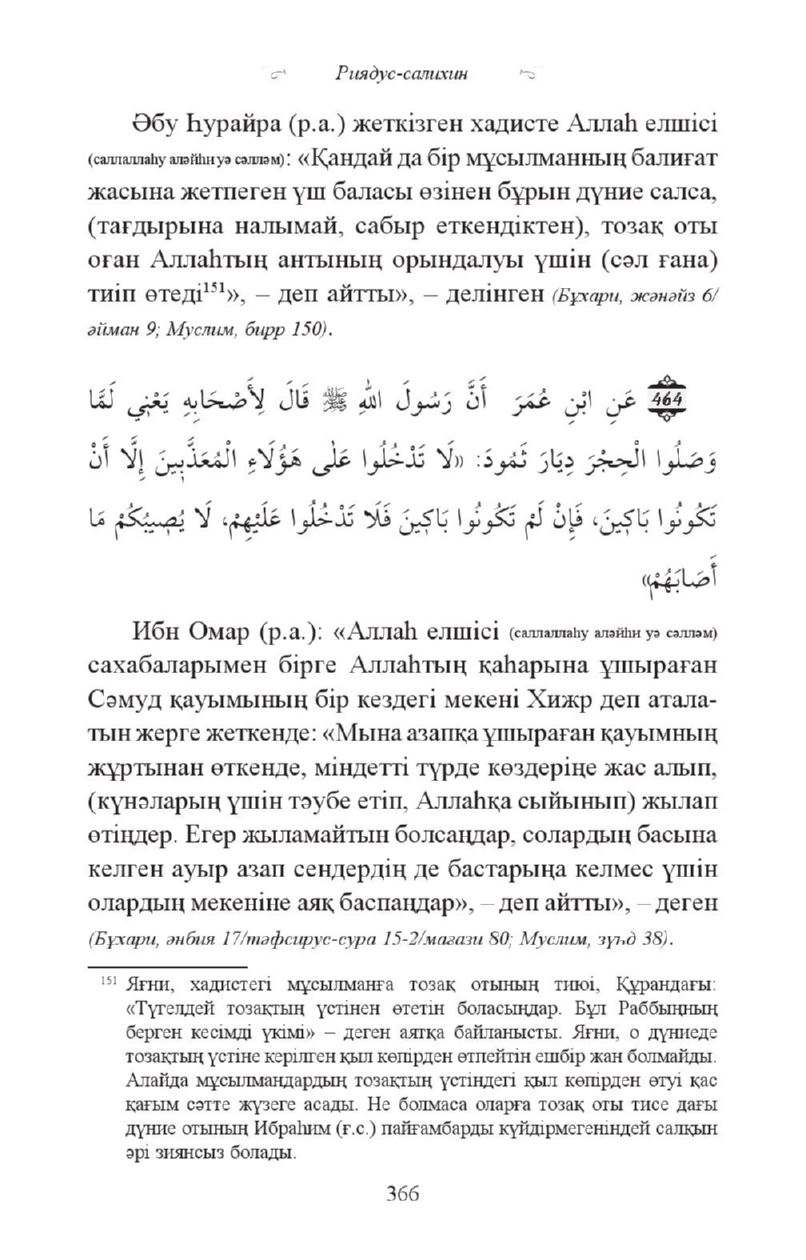 Риядус-салихин
Әбу Һурайра (р.а.) жеткізген хадисте Аллаһ елшісі
(саллаллаһу аләйһи уә сәлләм): «Қандай да бір мұсылманның балиғат
жасына жетпеген үш баласы өзінен бұрын дүние салса,
(тағдырына налымай, сабыр еткендіктен), тозақ оты
оған Аллаһтың антының орындалуы үшін (сәл ғана)
тиіп өтеді¹⁵¹», – деп айтты», – делінген (Бұхари, жәнәйз 6/
әйман 9; Муслим, бирр 150).
464 عَنِ ابْنِ عُمَرَ أَنَّ رَسُولَ اللهِ ﷺ قَالَ لِأَصْحَابِهِ يَعْنِي لَمَّا
وَصَلُوا الْحِجْرَ دِيَارَ ثَمُودَ: «لَا تَدْخُلُوا عَلَى هَؤُلَاءِ الْمُعَذَّبِينَ إِلَّا أَنْ
تَكُونُوا بَاكِينَ، فَإِنْ لَمْ تَكُونُوا بَاكِينَ فَلَا تَدْخُلُوا عَلَيْهِمْ، لَا يُصِيبُكُمْ مَا
أَصَابَهُمْ»
Ибн Омар (р.а.): «Аллаһ елшісі (саллаллаһу аләйһи уә сәлләм)
сахабаларымен бірге Аллаһтың қаһарына ұшыраған
Сәмуд қауымының бір кездегі мекені Хижр деп атала-
тын жерге жеткенде: «Мына азапқа ұшыраған қауымның
жұртынан өткенде, міндетті түрде көздеріңе жас алып,
(күнәларың үшін тәубе етіп, Аллаһқа сыйынып) жылап
өтіңдер. Егер жыламайтын болсаңдар, солардың басына
келген ауыр азап сендердің де бастарыңа келмес үшін
олардың мекеніне аяқ баспаңдар», – деп айтты», – деген
(Бұхари, әнбия 17/тәфсирус-сура 15-2/мағази 80; Муслим, зуһд 38).
¹⁵¹ Яғни, хадистегі мұсылманға тозақ отының тиюі, Құрандағы:
«Түгелдей тозақтың үстінен өтетін боласыңдар. Бұл Раббыңның
берген кесімді үкімі» – деген аятқа байланысты. Яғни, о дүниеде
тозақтың үстіне керілген қыл көпірден өтпейтін ешбір жан болмайды.
Алайда мұсылмандардың тозақтың үстіндегі қыл көпірден өтуі қас
қағым сәтте жүзеге асады. Не болмаса оларға тозақ оты тисе дағы
дүние отының Ибраһим (ғ.с.) пайғамбарды күйдірмегеніндей салқын
әрі зиянсыз болады.
366